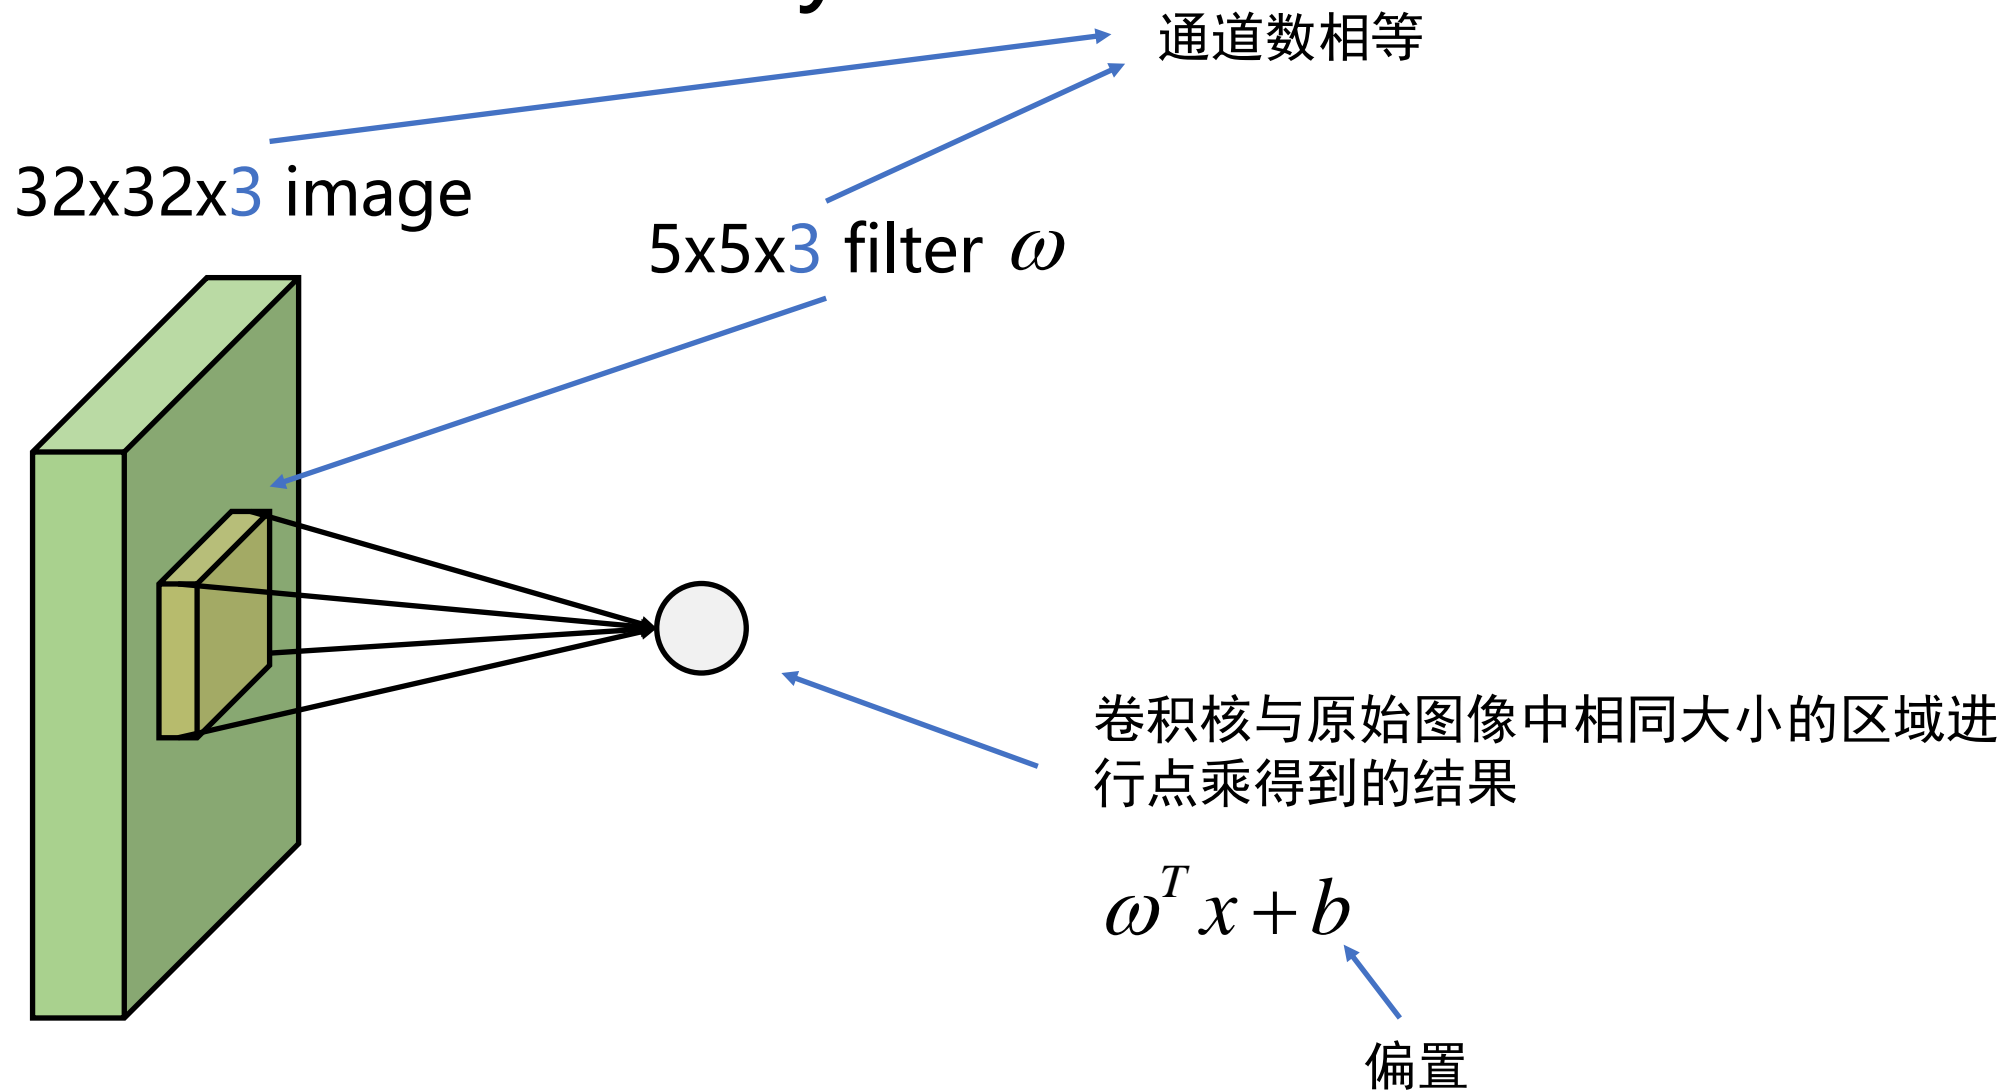 通道数相等
32x32x3 image
5x5x3 filter ω
卷积核与原始图像中相同大小的区域进
行点乘得到的结果
ω^T x + b
偏置